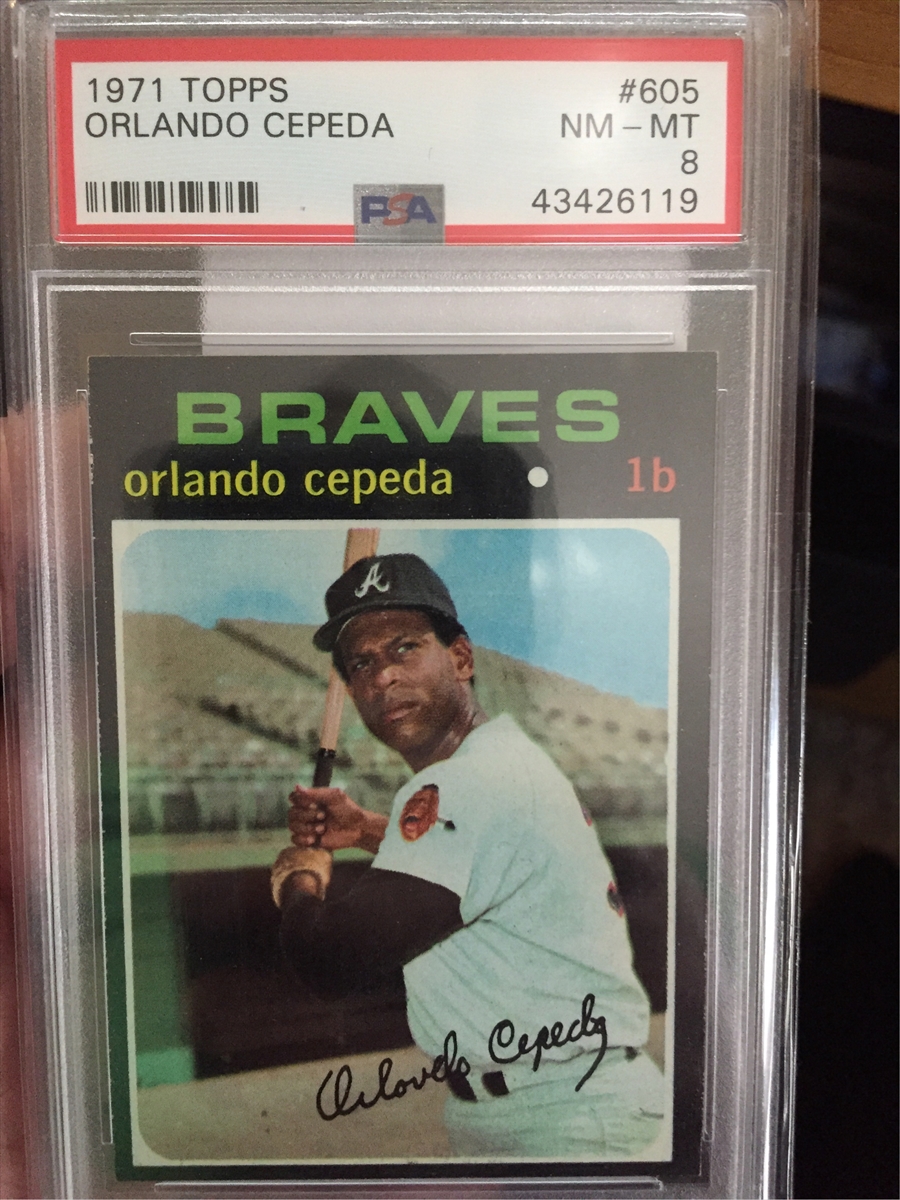 1971 TOPPS #605
ORLANDO CEPEDA NM – MT
8
PSA 43426119
BRAVES
orlando cepeda • 1b
A
Orlando Cepeda